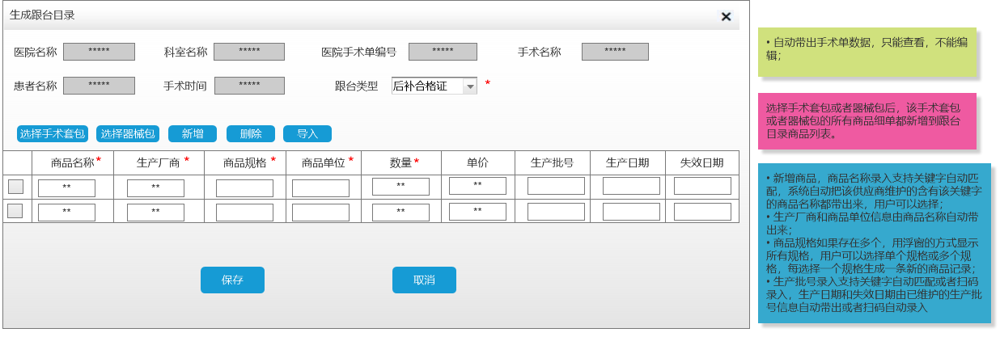 生成跟台目录
医院名称 ***** 科室名称 ***** 医院手术单编号 ***** 手术名称 *****
患者名称 ***** 手术时间 ***** 跟台类型 后补合格证 *
选择手术套包 选择器械包 新增 删除 导入
商品名称* 生产厂商* 商品规格* 商品单位* 数量* 单价 生产批号 生产日期 失效日期
** ** ** **
** ** ** **
保存 取消
• 自动带出手术单数据，只能查看，不能编
辑；
选择手术套包或者器械包后，该手术套包
或者器械包的所有商品细单都新增到跟台
目录商品列表。
• 新增商品，商品名称录入支持关键字自动匹
配，系统自动把该供应商维护的含有该关键字
的商品名称都带出来，用户可以选择；
• 生产厂商和商品单位信息由商品名称自动带
出来；
• 商品规格如果存在多个，用浮窗的方式显示
所有规格，用户可以选择单个规格或多个规
格，每选择一个规格生成一条新的商品记录；
• 生产批号录入支持关键字自动匹配或者扫码
录入，生产日期和失效日期由已维护的生产批
号信息自动带出或者扫码自动录入